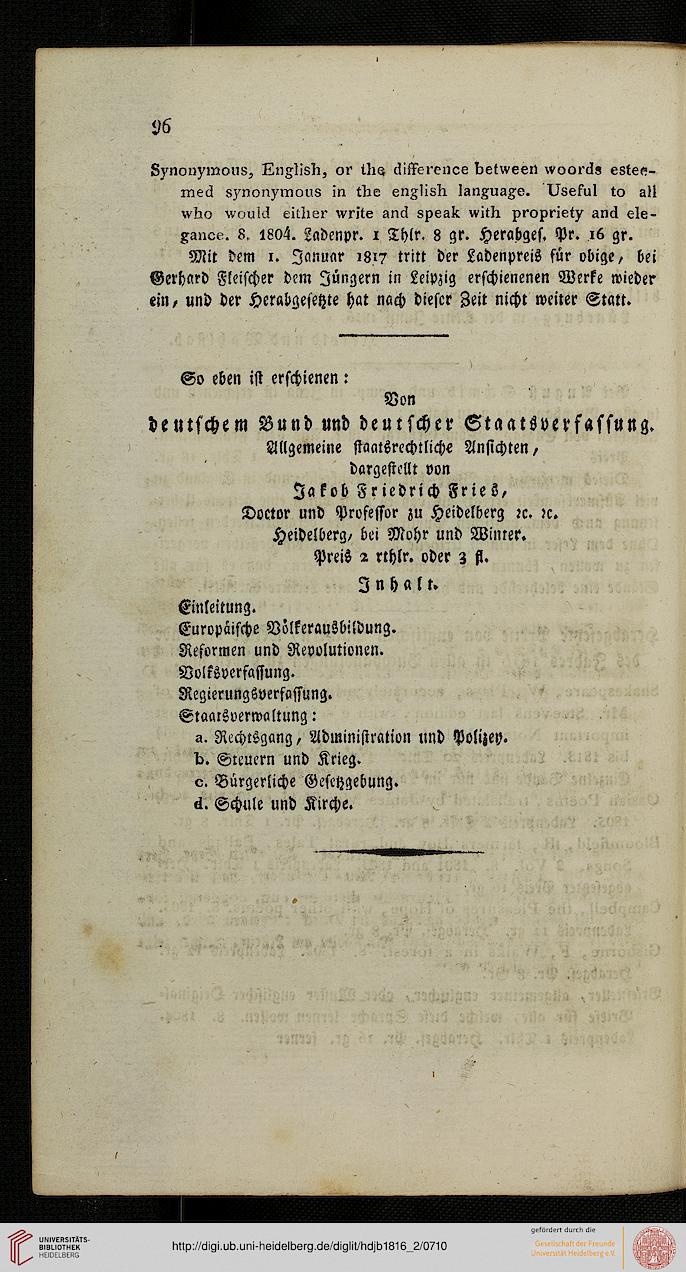 96
Synonymous, English, or the difference between woords estee-
med synonymous in the english language. Useful to all
who would either write and speak with propriety and ele-
gance. 8. 1804. Ladenpr. 1 Thlr. 8 gr. Herabges. Pr. 16 gr.
Mit dem 1. Januar 1817 tritt der Ladenpreis für obige, bei
Gerhard Fleischer dem Jüngern in Leipzig erschienenen Werke wieder
ein, und der Herabgesetzte hat nach dieser Zeit nicht weiter Statt.
So eben ist erschienen:
Von
deutschem Bund und deutscher Staatsverfassung.
Allgemeine staatsrechtliche Ansichten,
dargestellt von
Jakob Friedrich Fries,
Doctor und Professor zu Heidelberg ꝛc. ꝛc.
Heidelberg, bei Mohr und Winter.
Preis 2 rthlr. oder 3 fl.
Inhalt.
Einleitung.
Europäische Völkerausbildung.
Reformen und Revolutionen.
Volksverfassung.
Regierungsverfassung.
Staatsverwaltung:
a. Rechtsgang, Administration und Polizey.
b. Steuern und Krieg.
c. Bürgerliche Gesetzgebung.
d. Schule und Kirche.
UNIVERSITÄTS-
BIBLIOTHEK
HEIDELBERG
http://digi.ub.uni-heidelberg.de/diglit/hdjb1816_2/0710
gefördert durch die
Gesellschaft der Freunde
Universität Heidelberg e.V.